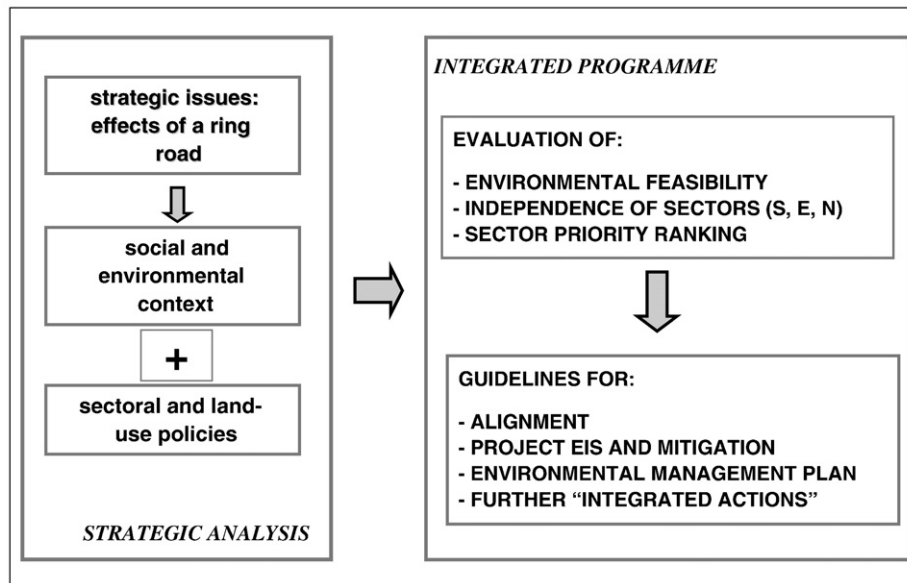 strategic issues:
effects of a ring
road
social and
environmental
context
+
sectoral and land-
use policies
STRATEGIC ANALYSIS
INTEGRATED PROGRAMME
EVALUATION OF:
- ENVIRONMENTAL FEASIBILITY
- INDEPENDENCE OF SECTORS (S, E, N)
- SECTOR PRIORITY RANKING
GUIDELINES FOR:
- ALIGNMENT
- PROJECT EIS AND MITIGATION
- ENVIRONMENTAL MANAGEMENT PLAN
- FURTHER “INTEGRATED ACTIONS”